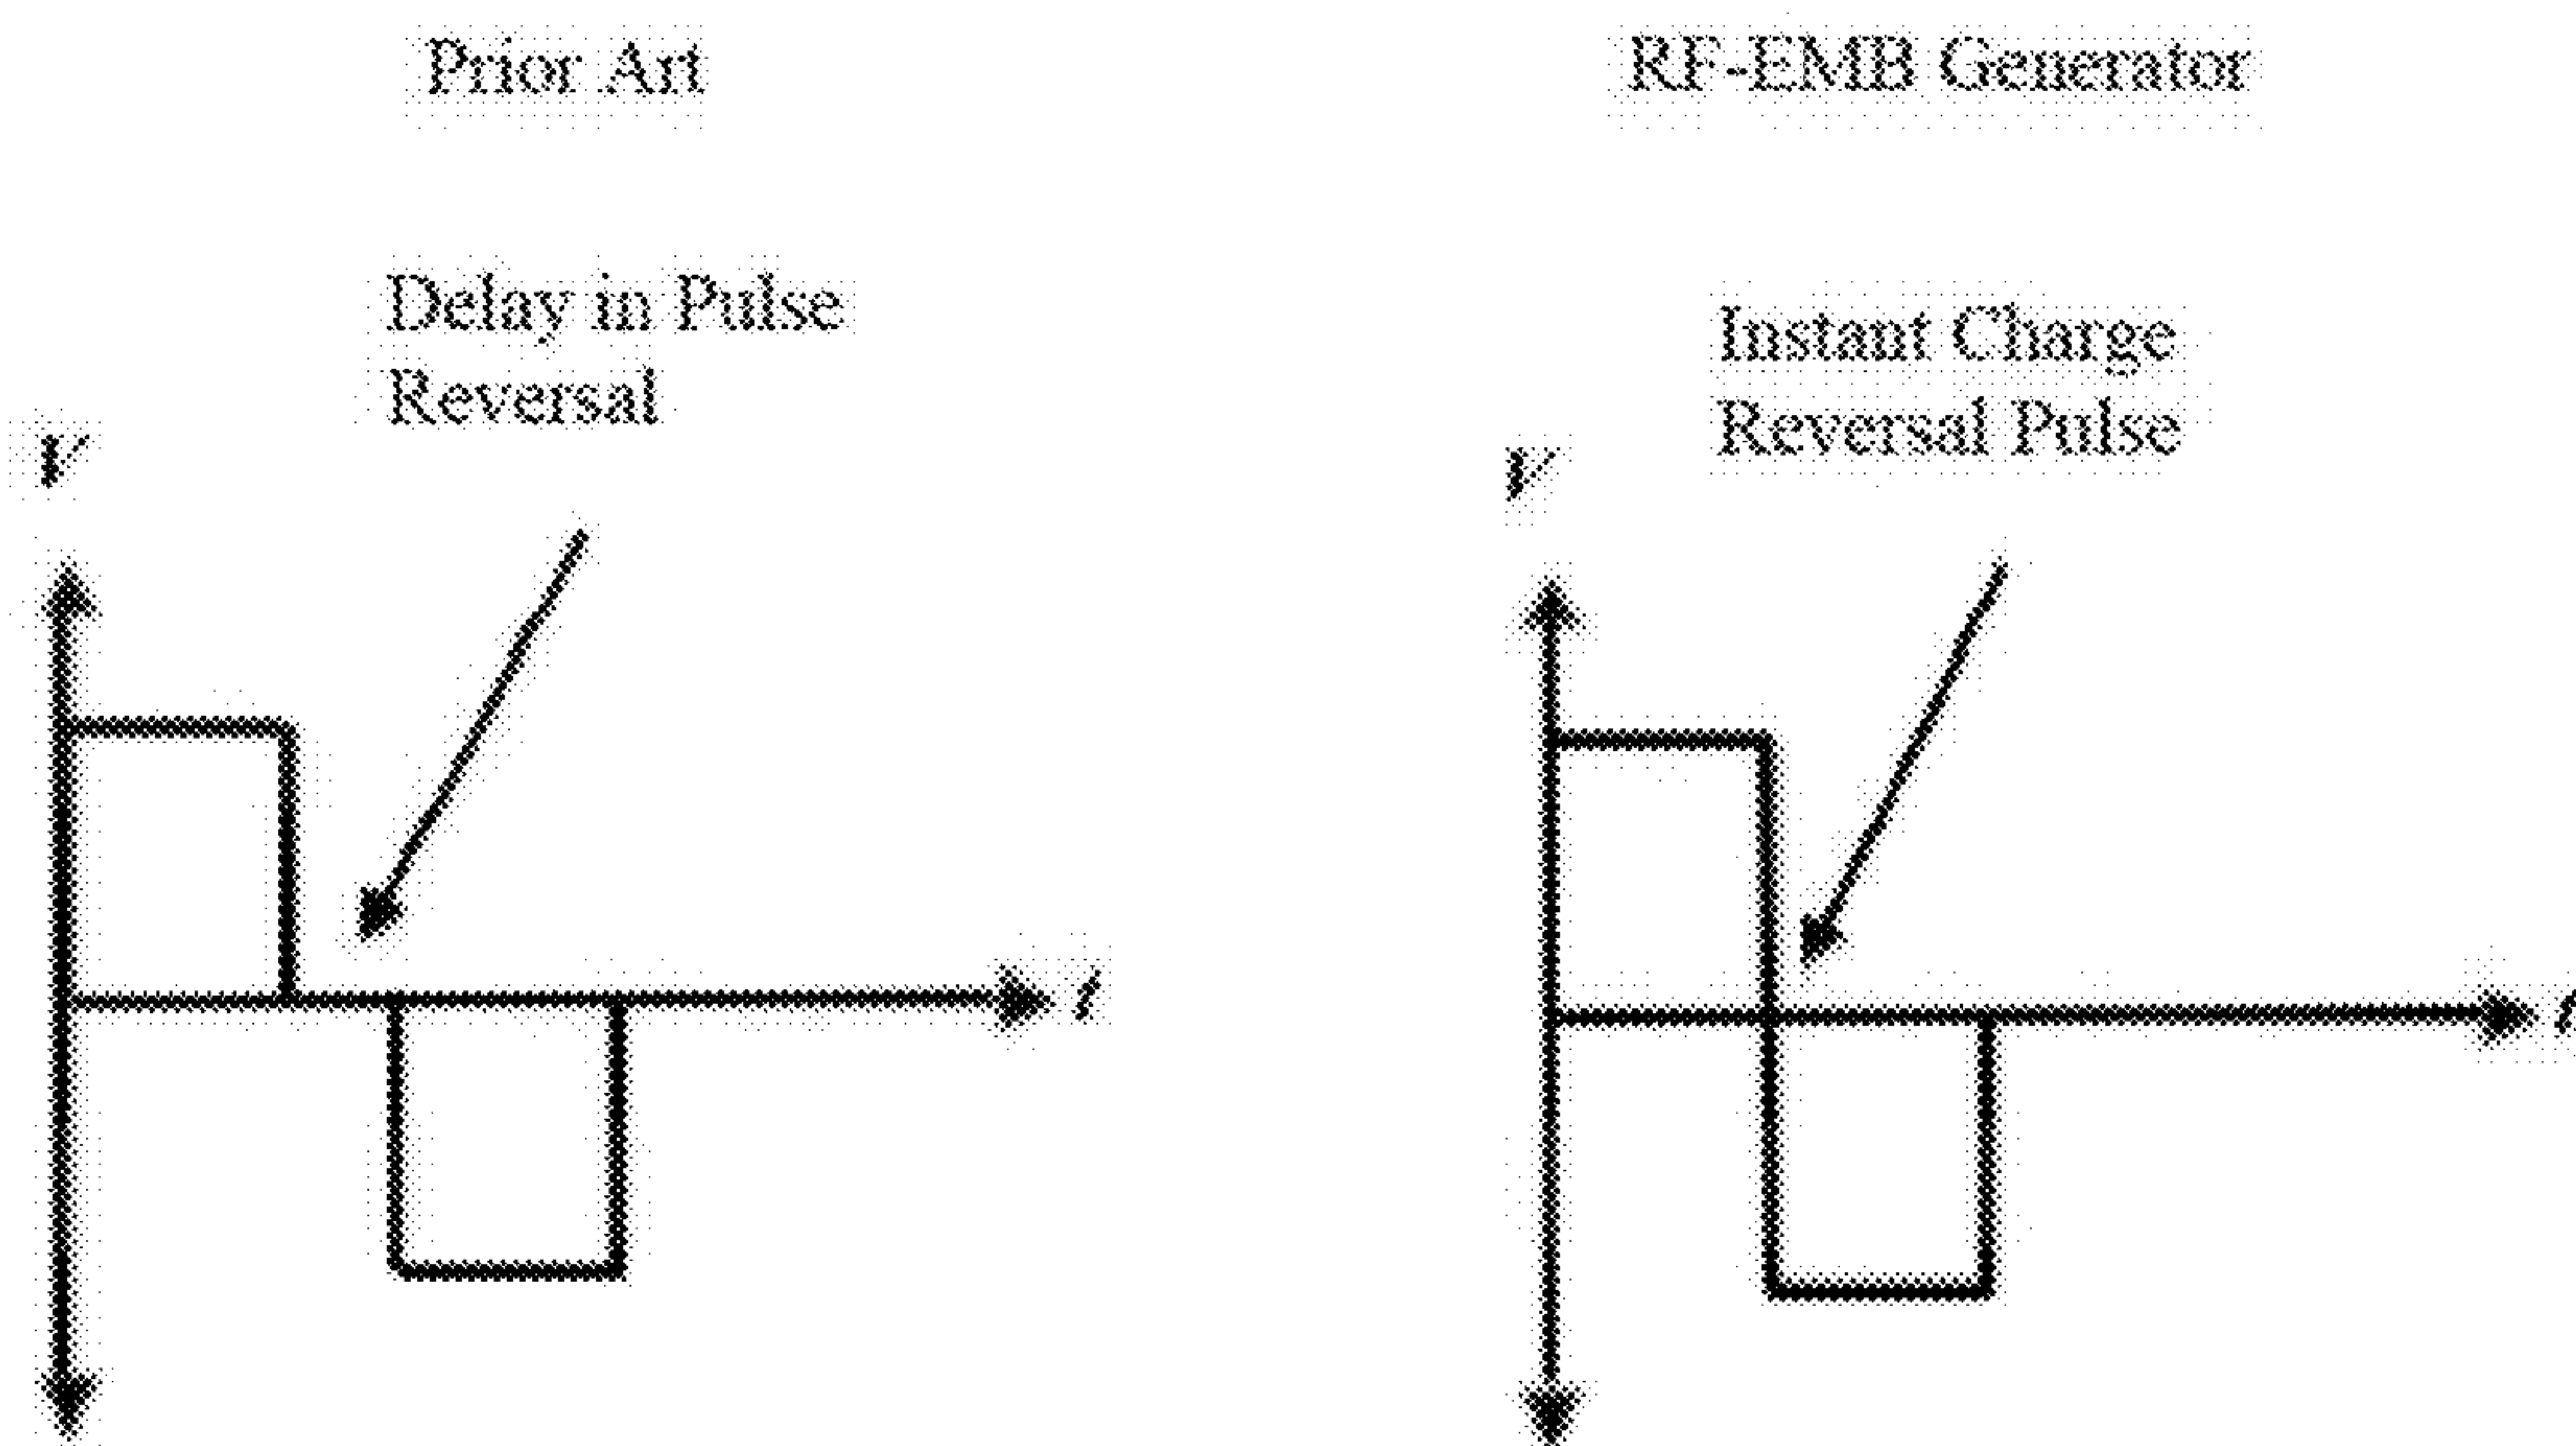 Prior Art
RF-EMB Generator
Delay in Pulse
Reversal
Instant Charge
Reversal Pulse
V
V
t
t